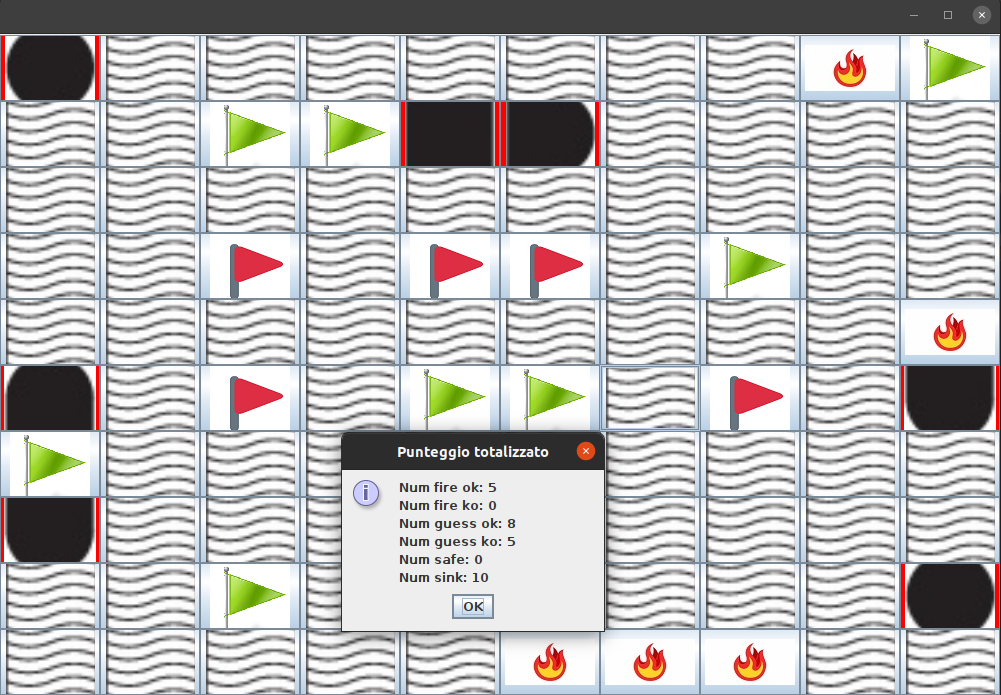 Punteggio totalizzato
Num fire ok: 5
Num fire ko: 0
Num guess ok: 8
Num guess ko: 5
Num safe: 0
Num sink: 10
OK